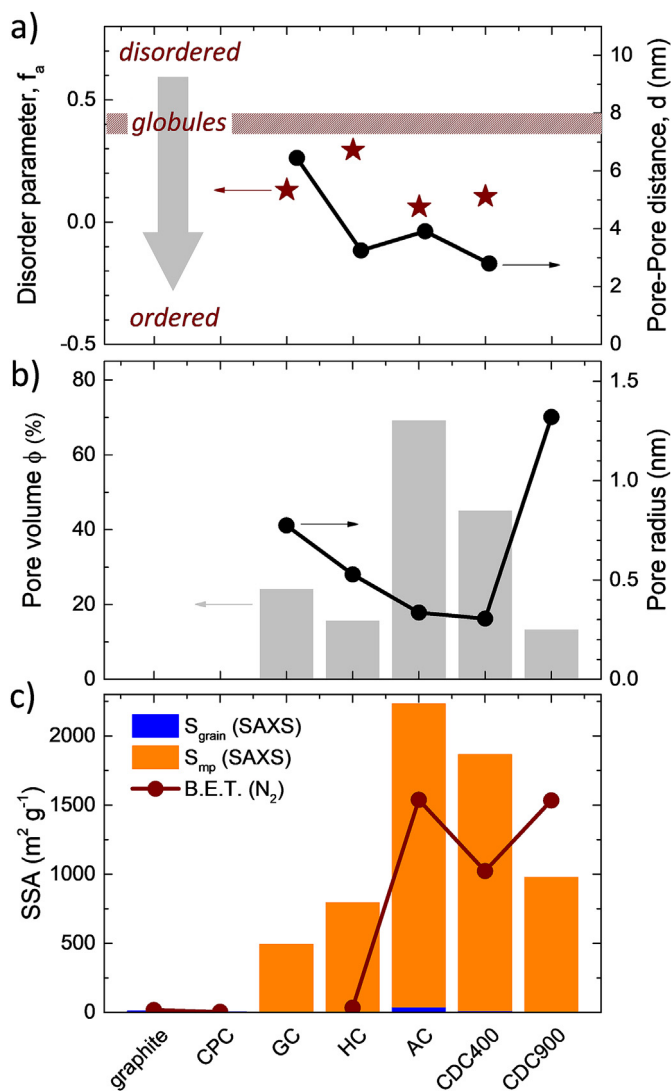 a)
disordered
globules
ordered
Disorder parameter, fₐ
0.5
0.0
-0.5
Pore-Pore distance, d (nm)
10
8
6
4
2
0
b)
Pore volume ϕ (%)
80
60
40
20
0
Pore radius (nm)
1.5
1.0
0.5
0.0
c)
S_grain (SAXS)
S_mp (SAXS)
B.E.T. (N₂)
SSA (m² g⁻¹)
2000
1500
1000
500
0
graphite
CPC
GC
HC
AC
CDC400
CDC900